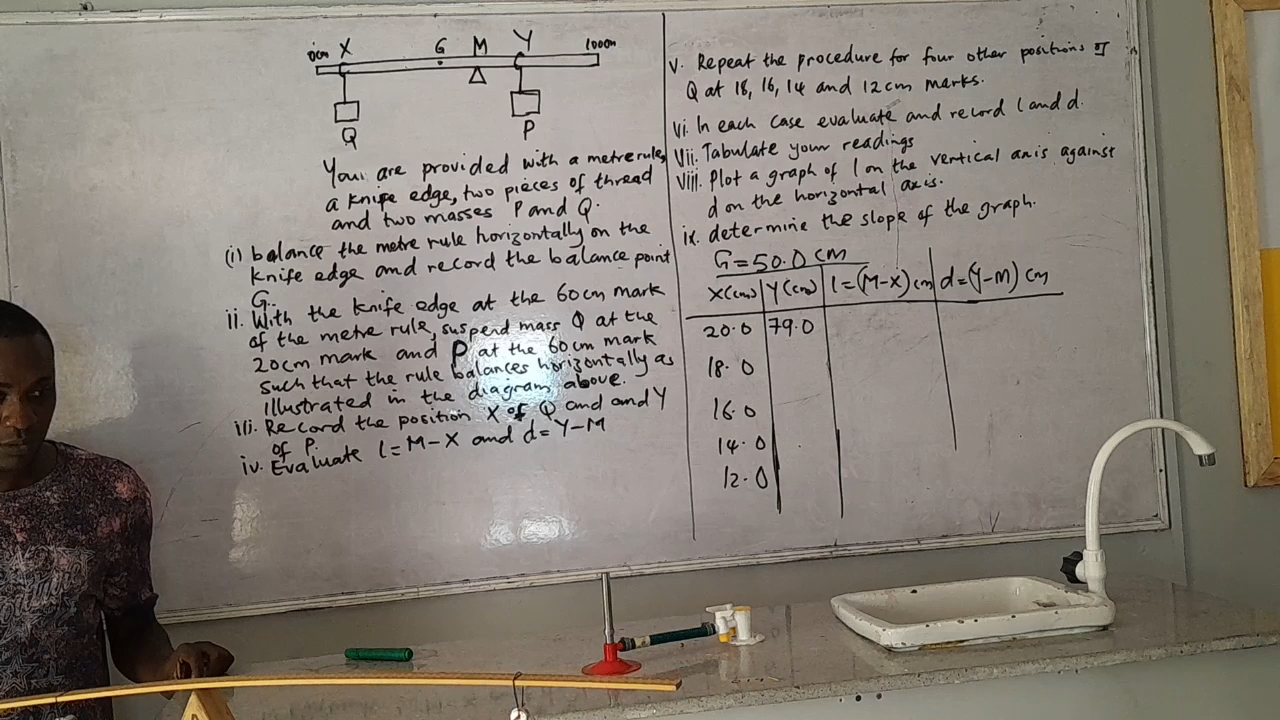 0cm X G M Y 100cm
Q P
You are provided with a metre rule,
a knife edge, two pieces of thread
and two masses P and Q.
(i) balance the metre rule horizontally on the
knife edge and record the balance point
G.
ii. With the knife edge at the 60cm mark
of the metre rule, suspend mass Q at the
20cm mark and P at the 60cm mark
such that the rule balances horizontally as
illustrated in the diagram above.
iii. Record the position X of Q and and Y
of P.
iv. Evaluate l=M-X and d=Y-M
v. Repeat the procedure for four other positions of
Q at 18, 16, 14 and 12cm marks.
vi. In each case evaluate and record l and d.
vii. Tabulate your readings
viii. Plot a graph of l on the vertical axis against
d on the horizontal axis.
ix. determine the slope of the graph.
G=50.0 cm
X(cm) Y(cm) l=(M-X)cm d=(Y-M) cm
20.0 79.0
18.0
16.0
14.0
12.0